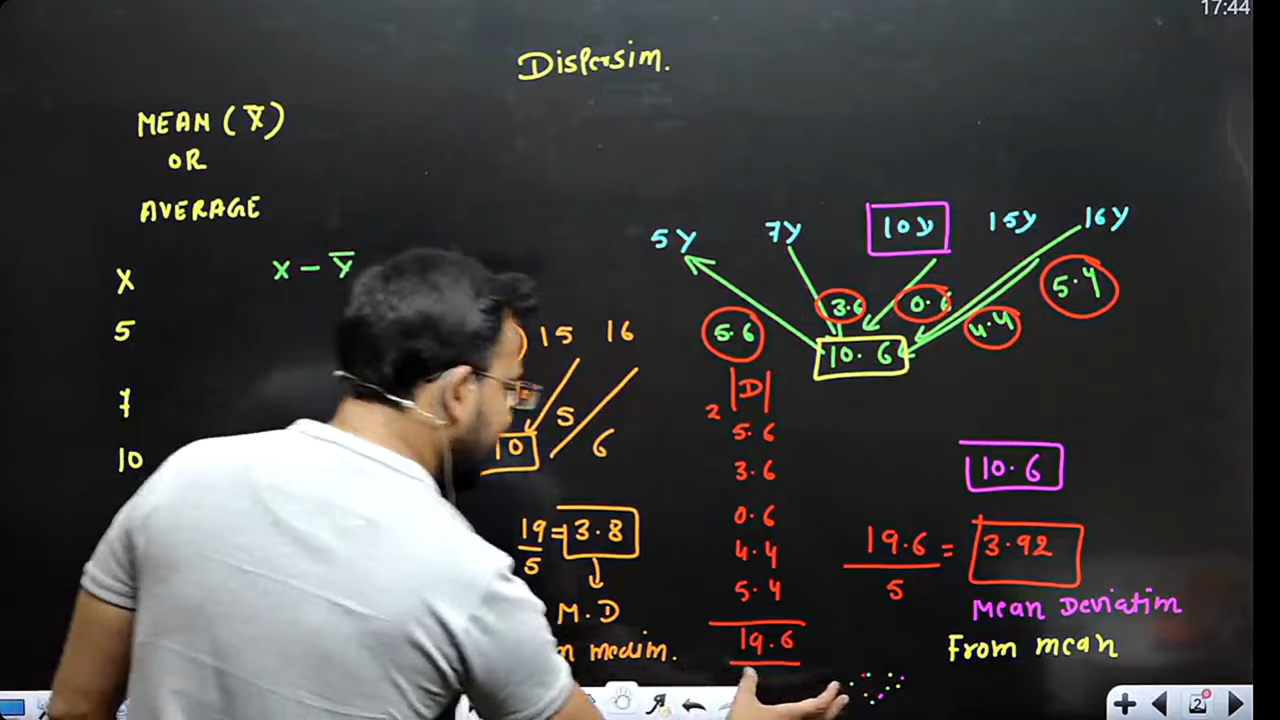 17:44
Dispersim.
MEAN (X̄)
OR
AVERAGE
5y 7y 10y 15y 16y
X
X - X̄
3.6 0.6 5.4
5 15 16 5.6 4.4
10.6
|D|
7 5 2 5.6
10 10 6 3.6 10.6
0.6
19/5 = 3.8 4.4 19.6/5 = 3.92
5.4
M.D Mean Deviatim
medim. 19.6 From mean
2